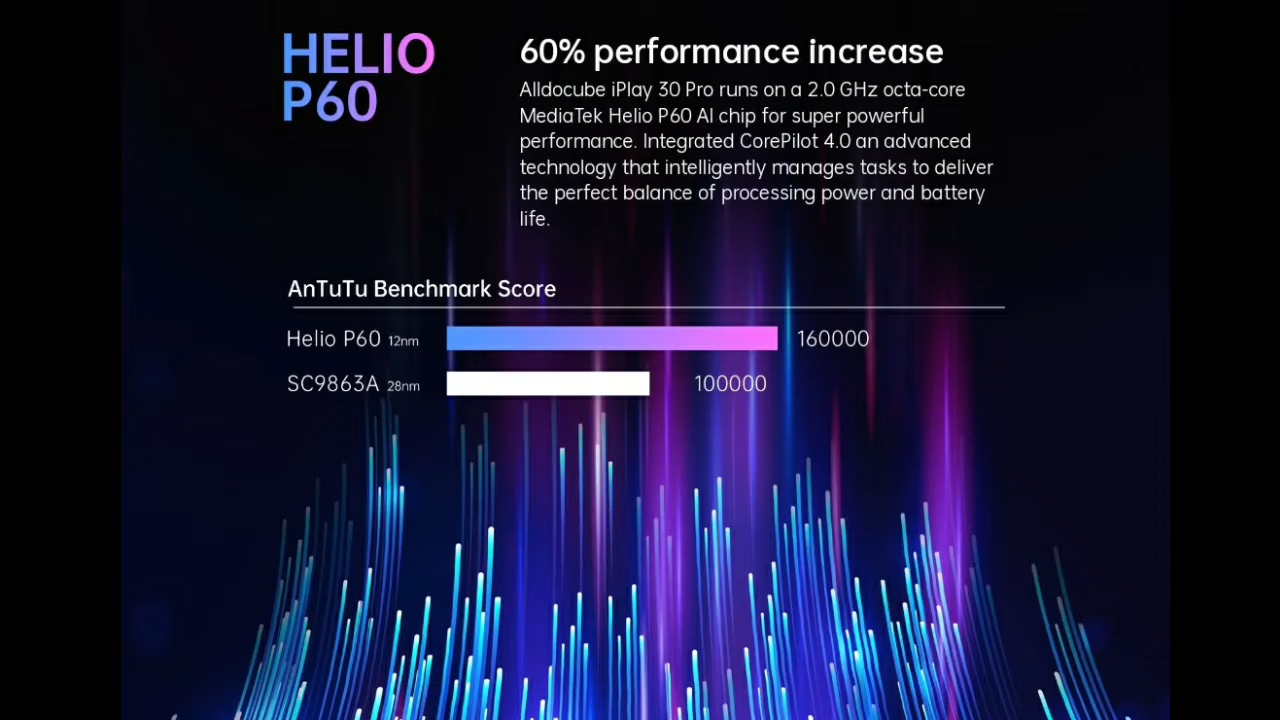 HELIO
P60
60% performance increase
Alldocube iPlay 30 Pro runs on a 2.0 GHz octa-core
MediaTek Helio P60 AI chip for super powerful
performance. Integrated CorePilot 4.0 an advanced
technology that intelligently manages tasks to deliver
the perfect balance of processing power and battery
life.
AnTuTu Benchmark Score
Helio P60 12nm 160000
SC9863A 28nm 100000